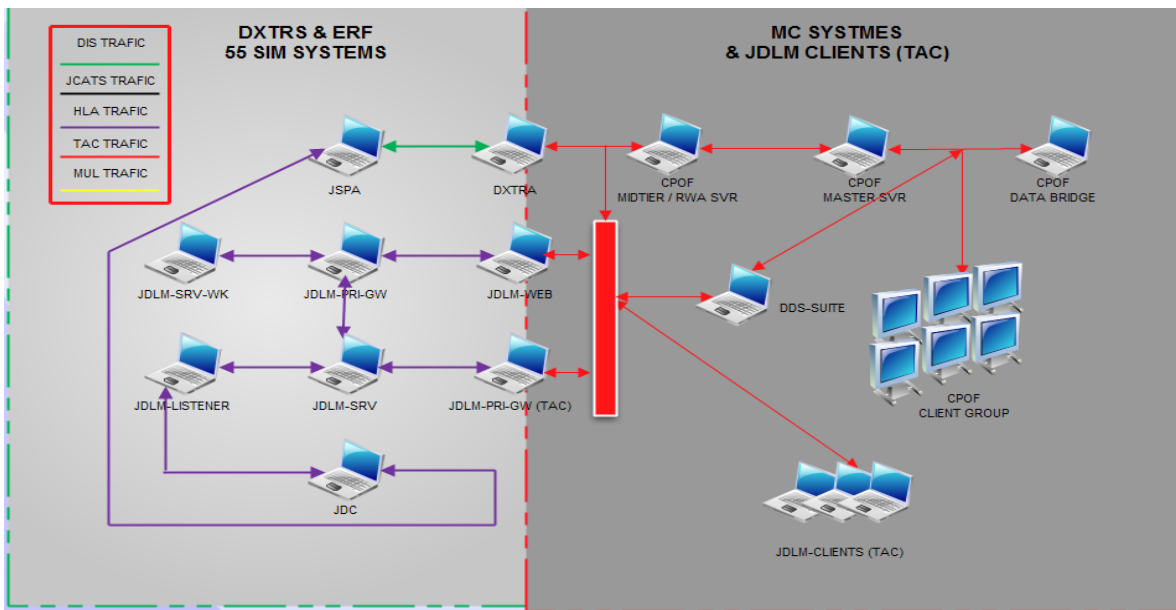 DXTRS & ERF
55 SIM SYSTEMS
MC SYSTMES
& JDLM CLIENTS (TAC)
DIS TRAFIC
JCATS TRAFIC
HLA TRAFIC
TAC TRAFIC
MUL TRAFIC
JSPA
DXTRA
CPOF
MIDTIER / RWA SVR
CPOF
MASTER SVR
CPOF
DATA BRIDGE
JDLM-SRV-WK
JDLM-PRI-GW
JDLM-WEB
DDS-SUITE
JDLM-LISTENER
JDLM-SRV
JDLM-PRI-GW (TAC)
CPOF
CLIENT GROUP
JDC
JDLM-CLIENTS (TAC)